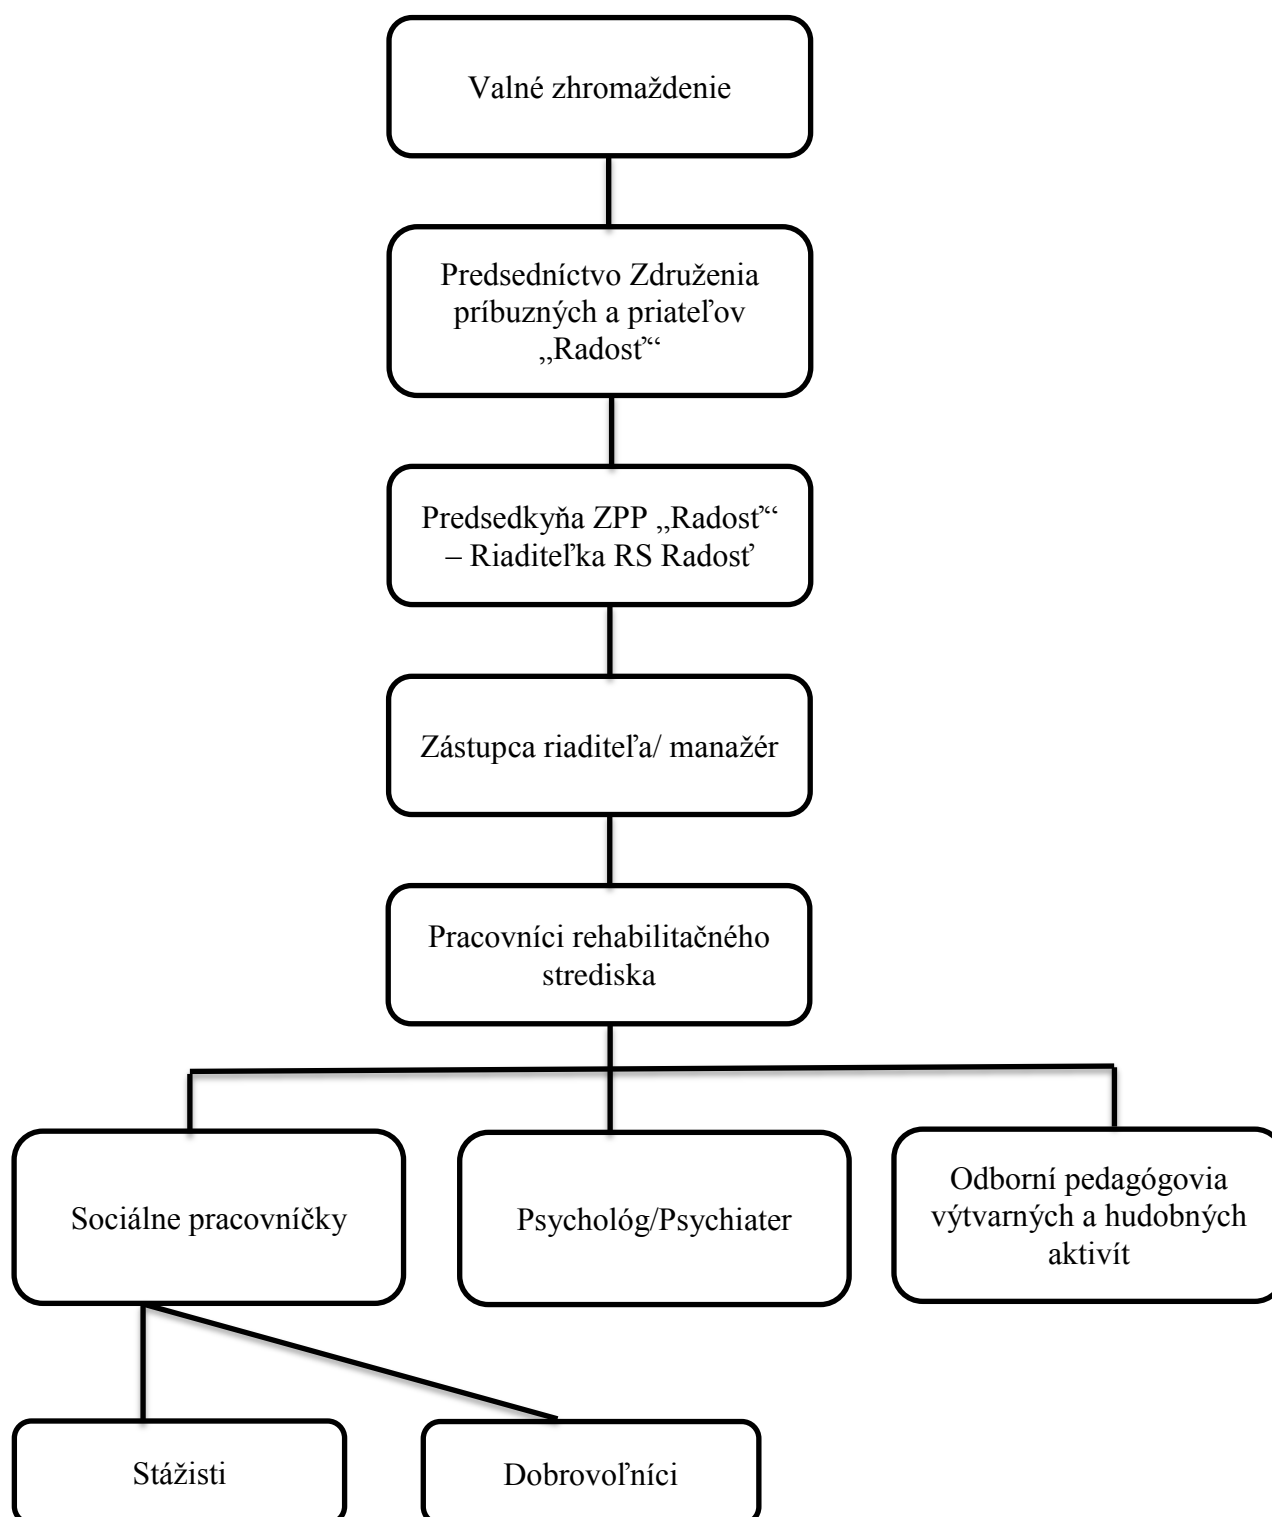 Valné zhromaždenie
Predsedníctvo Združenia
príbuzných a priateľov
„Radosť“
Predsedkyňa ZPP „Radosť“
– Riaditeľka RS Radosť
Zástupca riaditeľa/ manažér
Pracovníci rehabilitačného
strediska
Sociálne pracovníčky
Psychológ/Psychiater
Odborní pedagógovia
výtvarných a hudobných
aktivít
Stážisti
Dobrovoľníci